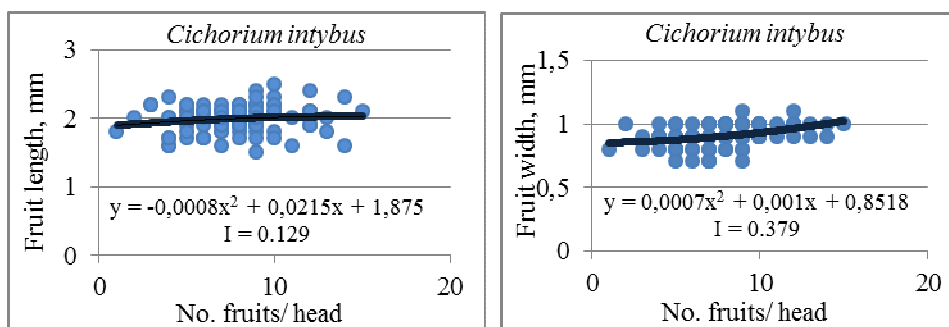 Cichorium intybus
Fruit length, mm
3
2
1
0
y = -0,0008x² + 0,0215x + 1,875
I = 0.129
0
10
20
No. fruits/ head
Cichorium intybus
Fruit width, mm
1,5
1
0,5
0
y = 0,0007x² + 0,001x + 0,8518
I = 0.379
0
10
20
No. fruits/ head